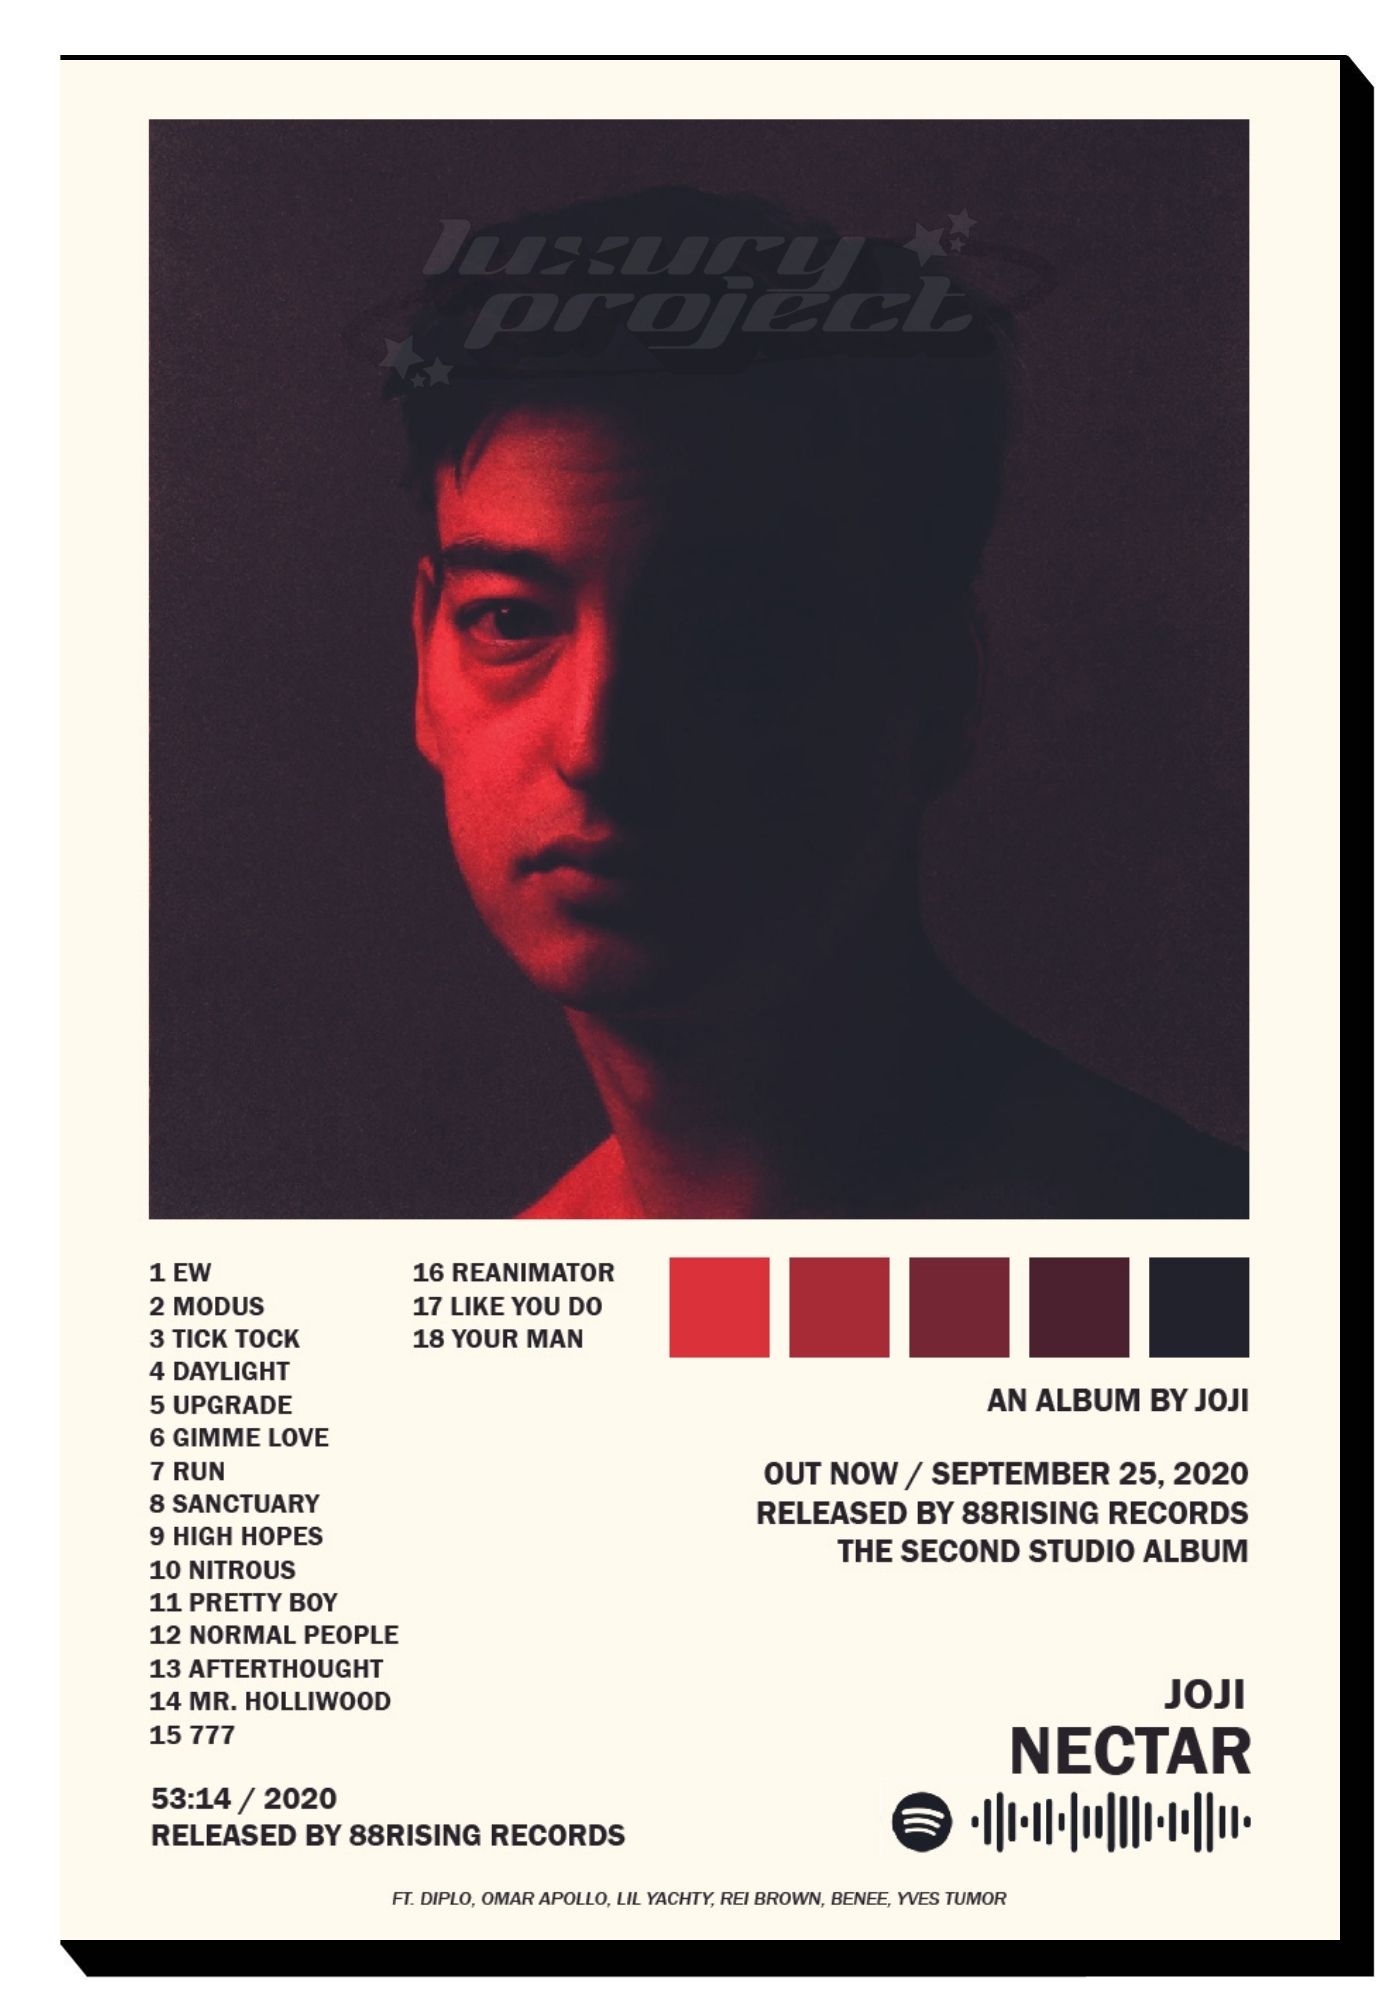 luxury
project
1 EW
2 MODUS
3 TICK TOCK
4 DAYLIGHT
5 UPGRADE
6 GIMME LOVE
7 RUN
8 SANCTUARY
9 HIGH HOPES
10 NITROUS
11 PRETTY BOY
12 NORMAL PEOPLE
13 AFTERTHOUGHT
14 MR. HOLLIWOOD
15 777
16 REANIMATOR
17 LIKE YOU DO
18 YOUR MAN
AN ALBUM BY JOJI
OUT NOW / SEPTEMBER 25, 2020
RELEASED BY 88RISING RECORDS
THE SECOND STUDIO ALBUM
JOJI
NECTAR
53:14 / 2020
RELEASED BY 88RISING RECORDS
FT. DIPLO, OMAR APOLLO, LIL YACHTY, REI BROWN, BENEE, YVES TUMOR